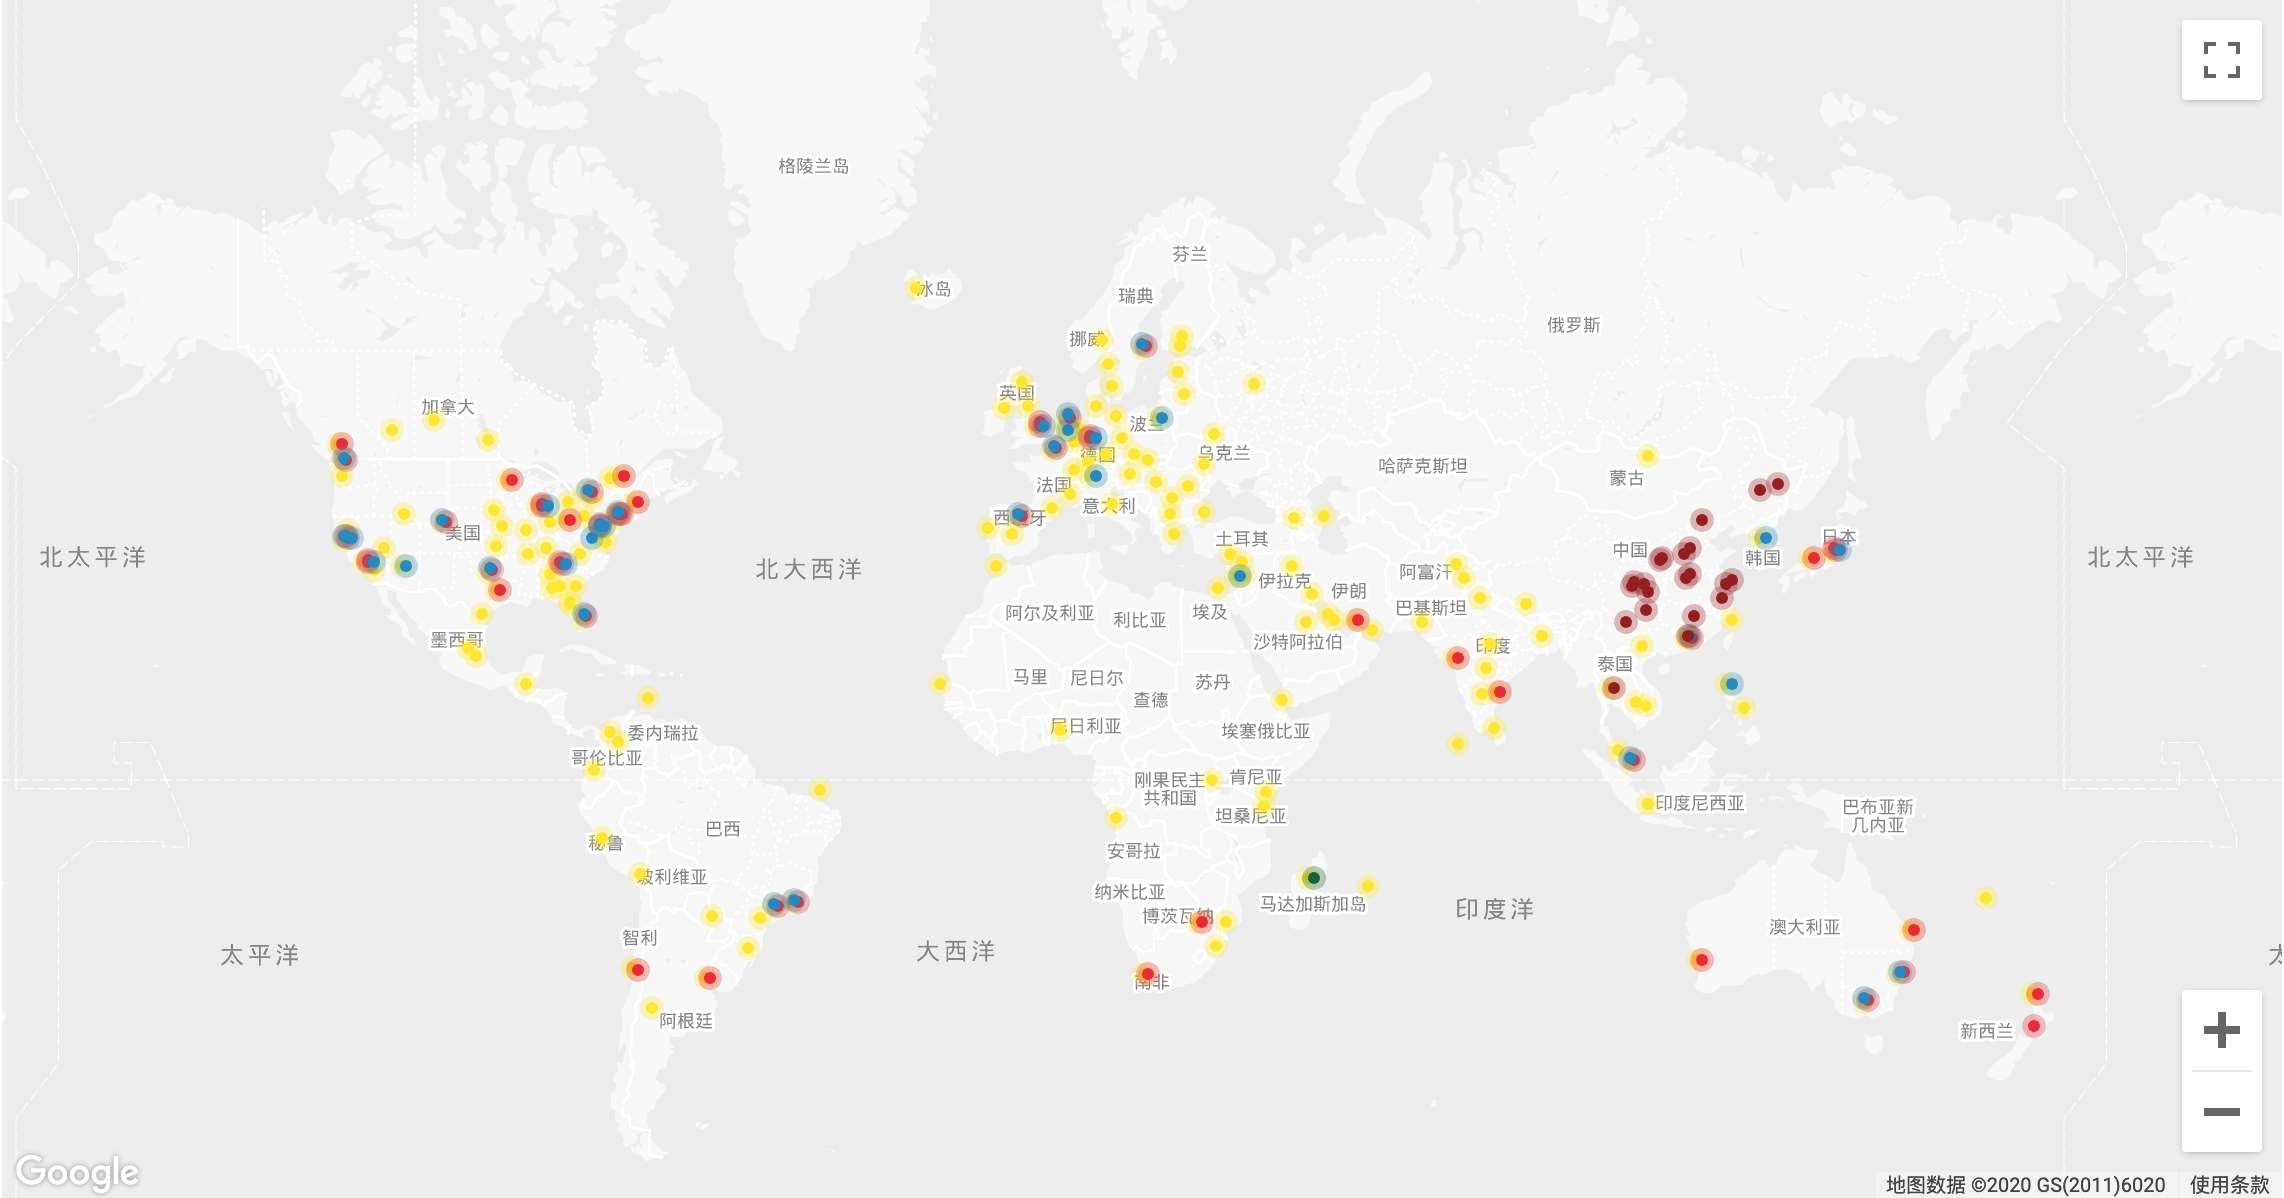 格陵兰岛
芬兰
冰岛
瑞典
俄罗斯
挪威
英国
加拿大
波兰
乌克兰
德国
哈萨克斯坦
蒙古
法国
意大利
西班牙
美国
土耳其
中国
日本
韩国
北太平洋
北大西洋
北太平洋
阿富汗
伊拉克
伊朗
巴基斯坦
阿尔及利亚
利比亚
埃及
墨西哥
沙特阿拉伯
印度
泰国
马里
尼日尔
苏丹
查德
尼日利亚
埃塞俄比亚
委内瑞拉
哥伦比亚
刚果民主
共和国
肯尼亚
印度尼西亚
巴布亚新
几内亚
坦桑尼亚
巴西
秘鲁
安哥拉
玻利维亚
纳米比亚
马达加斯加岛
印度洋
博茨瓦纳
澳大利亚
智利
太平洋
大西洋
太
南非
阿根廷
新西兰
Google
地图数据 ©2020 GS(2011)6020
使用条款